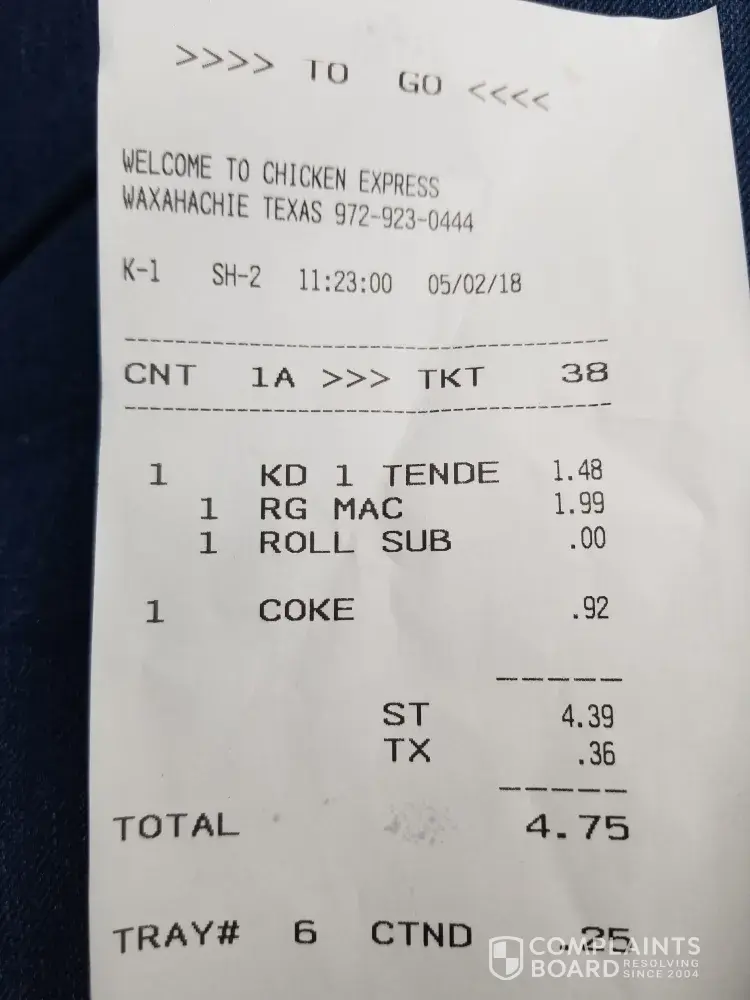 >>>> TO GO <<<<
WELCOME TO CHICKEN EXPRESS
WAXAHACHIE TEXAS 972-923-0444
K-1 SH-2 11:23:00 05/02/18
CNT 1A >>> TKT 38
1 KD 1 TENDE 1.48
1 RG MAC 1.99
1 ROLL SUB .00
1 COKE .92
ST 4.39
TX .36
TOTAL 4.75
TRAY# 6 CTND .25
COMPLAINTS
BOARD RESOLVING
SINCE 2004